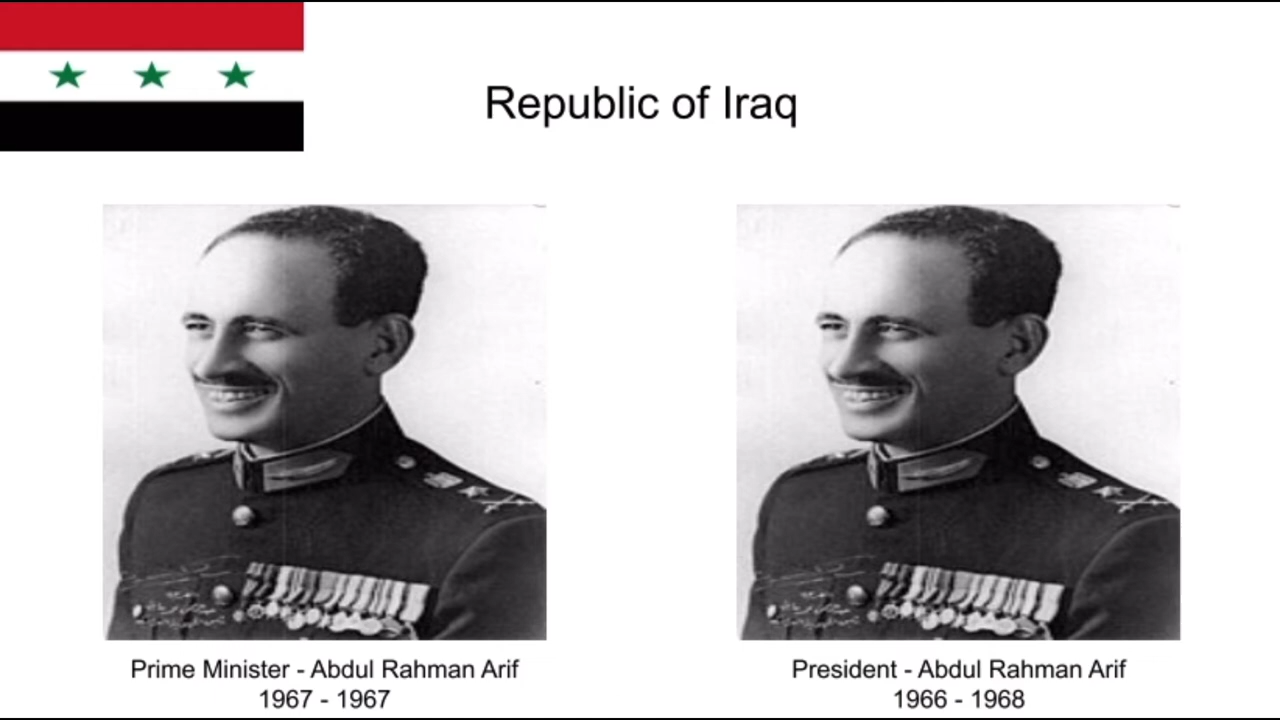 Republic of Iraq
Prime Minister - Abdul Rahman Arif
1967 - 1967
President - Abdul Rahman Arif
1966 - 1968